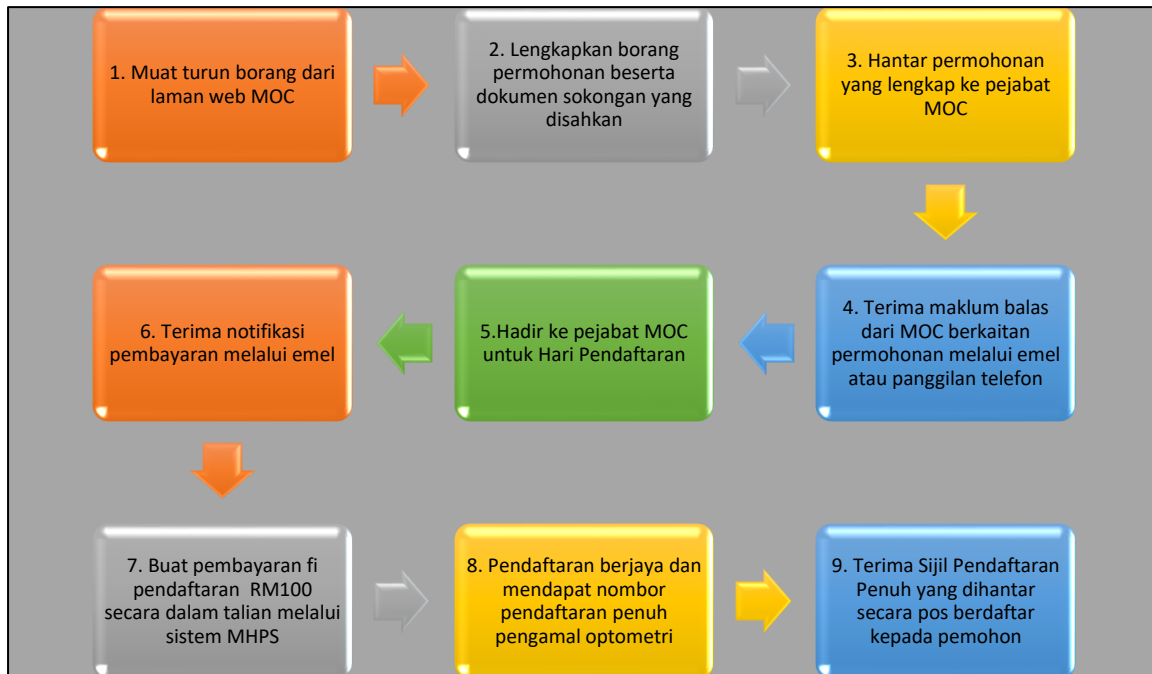 1. Muat turun borang dari
laman web MOC
2. Lengkapkan borang
permohonan beserta
dokumen sokongan yang
disahkan
3. Hantar permohonan
yang lengkap ke pejabat
MOC
4. Terima maklum balas
dari MOC berkaitan
permohonan melalui emel
atau panggilan telefon
5.Hadir ke pejabat MOC
untuk Hari Pendaftaran
6. Terima notifikasi
pembayaran melalui emel
7. Buat pembayaran fi
pendaftaran RM100
secara dalam talian melalui
sistem MHPS
8. Pendaftaran berjaya dan
mendapat nombor
pendaftaran penuh
pengamal optometri
9. Terima Sijil Pendaftaran
Penuh yang dihantar
secara pos berdaftar
kepada pemohon